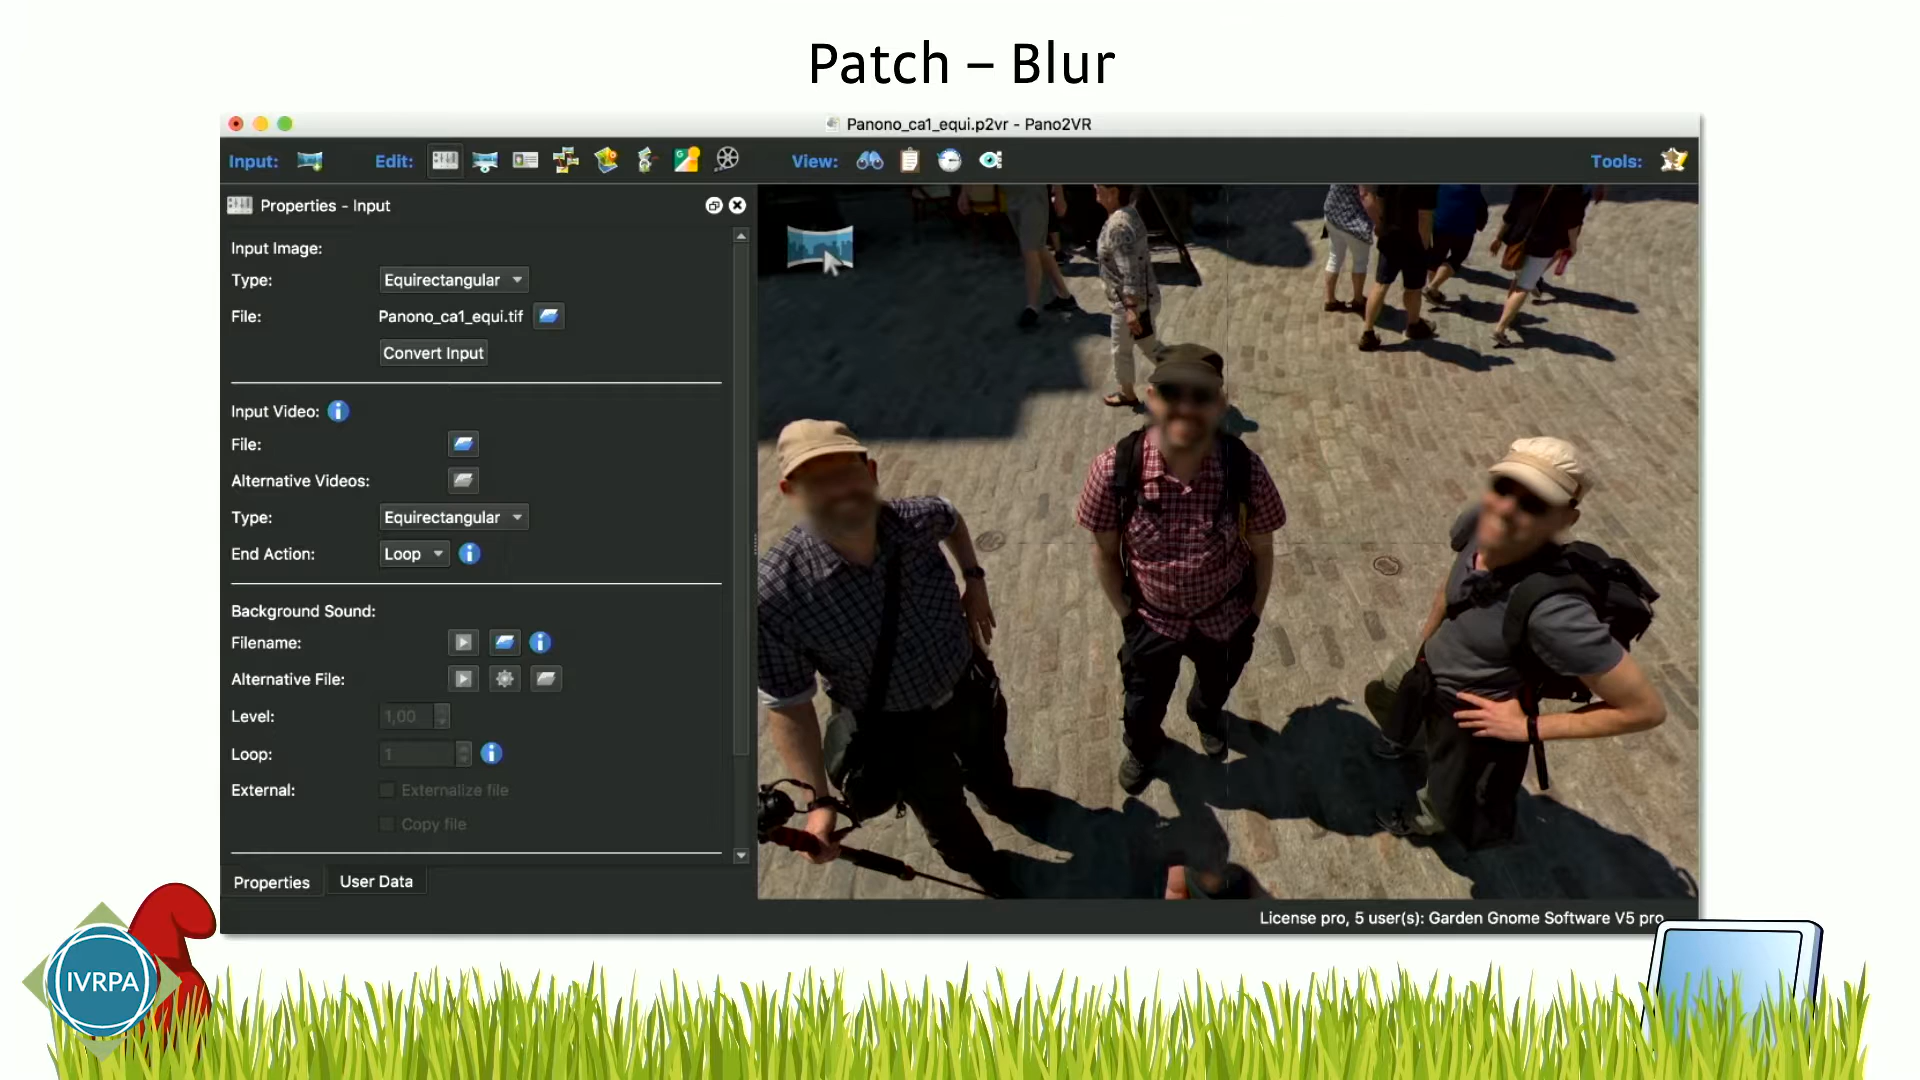 Patch – Blur
Panono_ca1_equi.p2vr - Pano2VR
Input: Edit: View: Tools:
Properties - Input
Input Image:
Type: Equirectangular
File: Panono_ca1_equi.tif
Convert Input
Input Video:
File:
Alternative Videos:
Type: Equirectangular
End Action: Loop
Background Sound:
Filename:
Alternative File:
Level: 1,00
Loop: 1
External: Externalize file
Copy file
Properties User Data
License pro, 5 user(s): Garden Gnome Software V5 pro
IVRPA